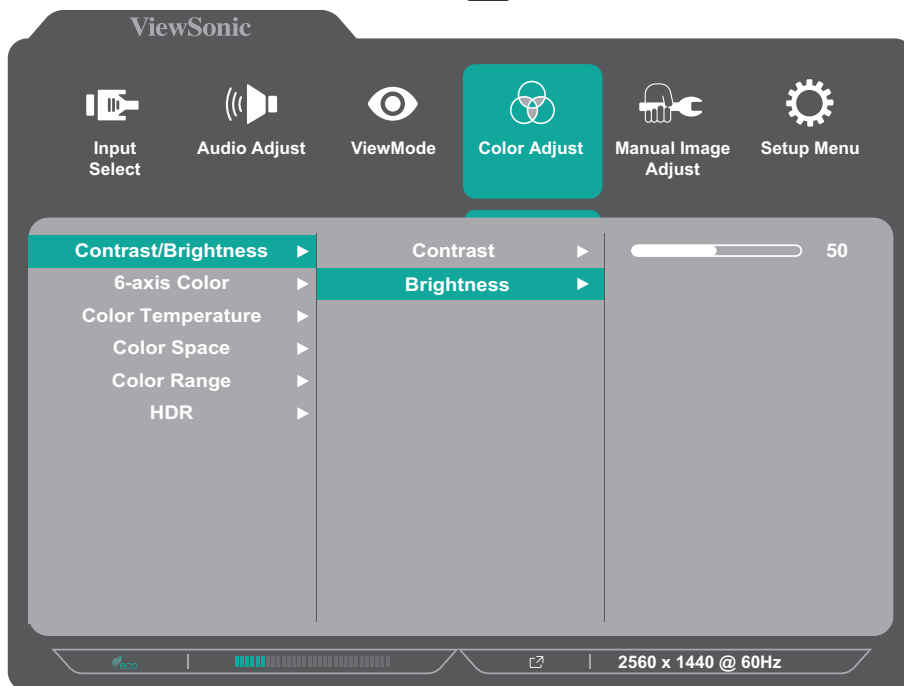 ViewSonic
Input
Select
Audio Adjust
ViewMode
Color Adjust
Manual Image
Adjust
Setup Menu
Contrast/Brightness
6-axis Color
Color Temperature
Color Space
Color Range
HDR
Contrast
Brightness
50
eco
2560 x 1440 @ 60Hz